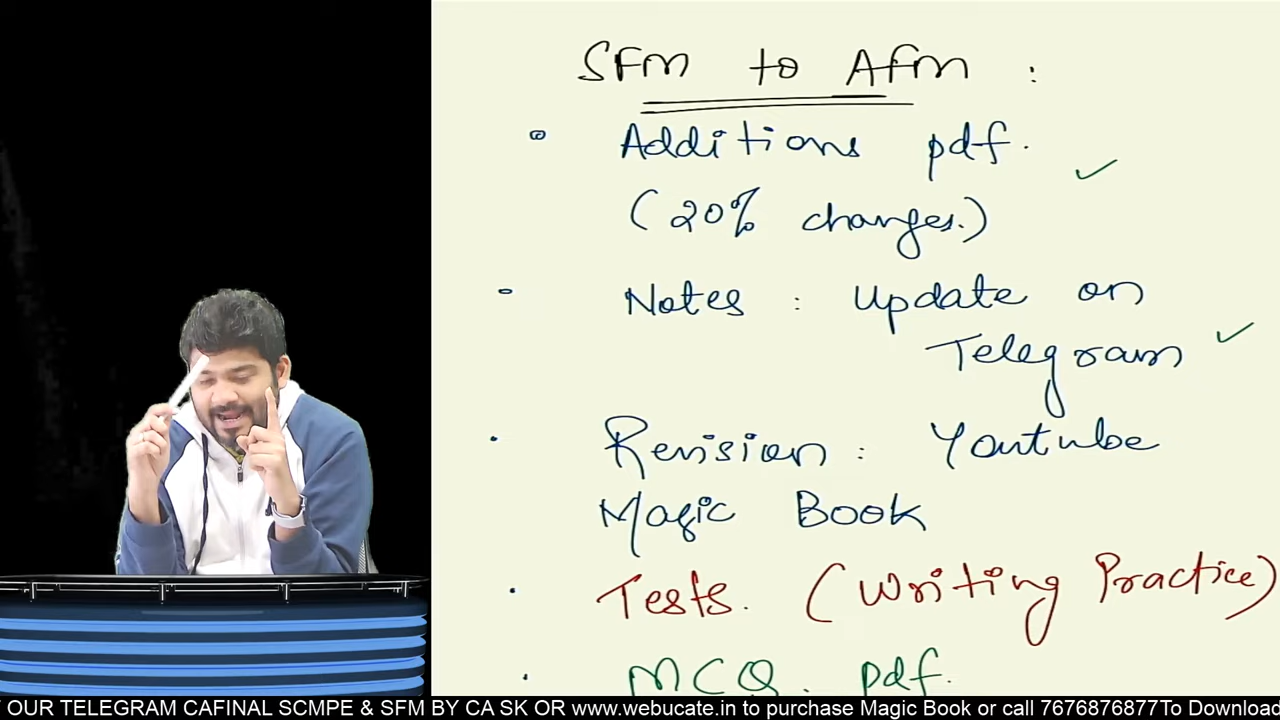 SFM to AFM :
Additions pdf.
(20% changes.)
Notes : Update on
Telegram
Revision : Youtube
Magic Book
Tests. (Writing Practice)
MCQ. pdf.
OUR TELEGRAM CAFINAL SCMPE & SFM BY CA SK OR www.webucate.in to purchase Magic Book or call 7676876877To Download